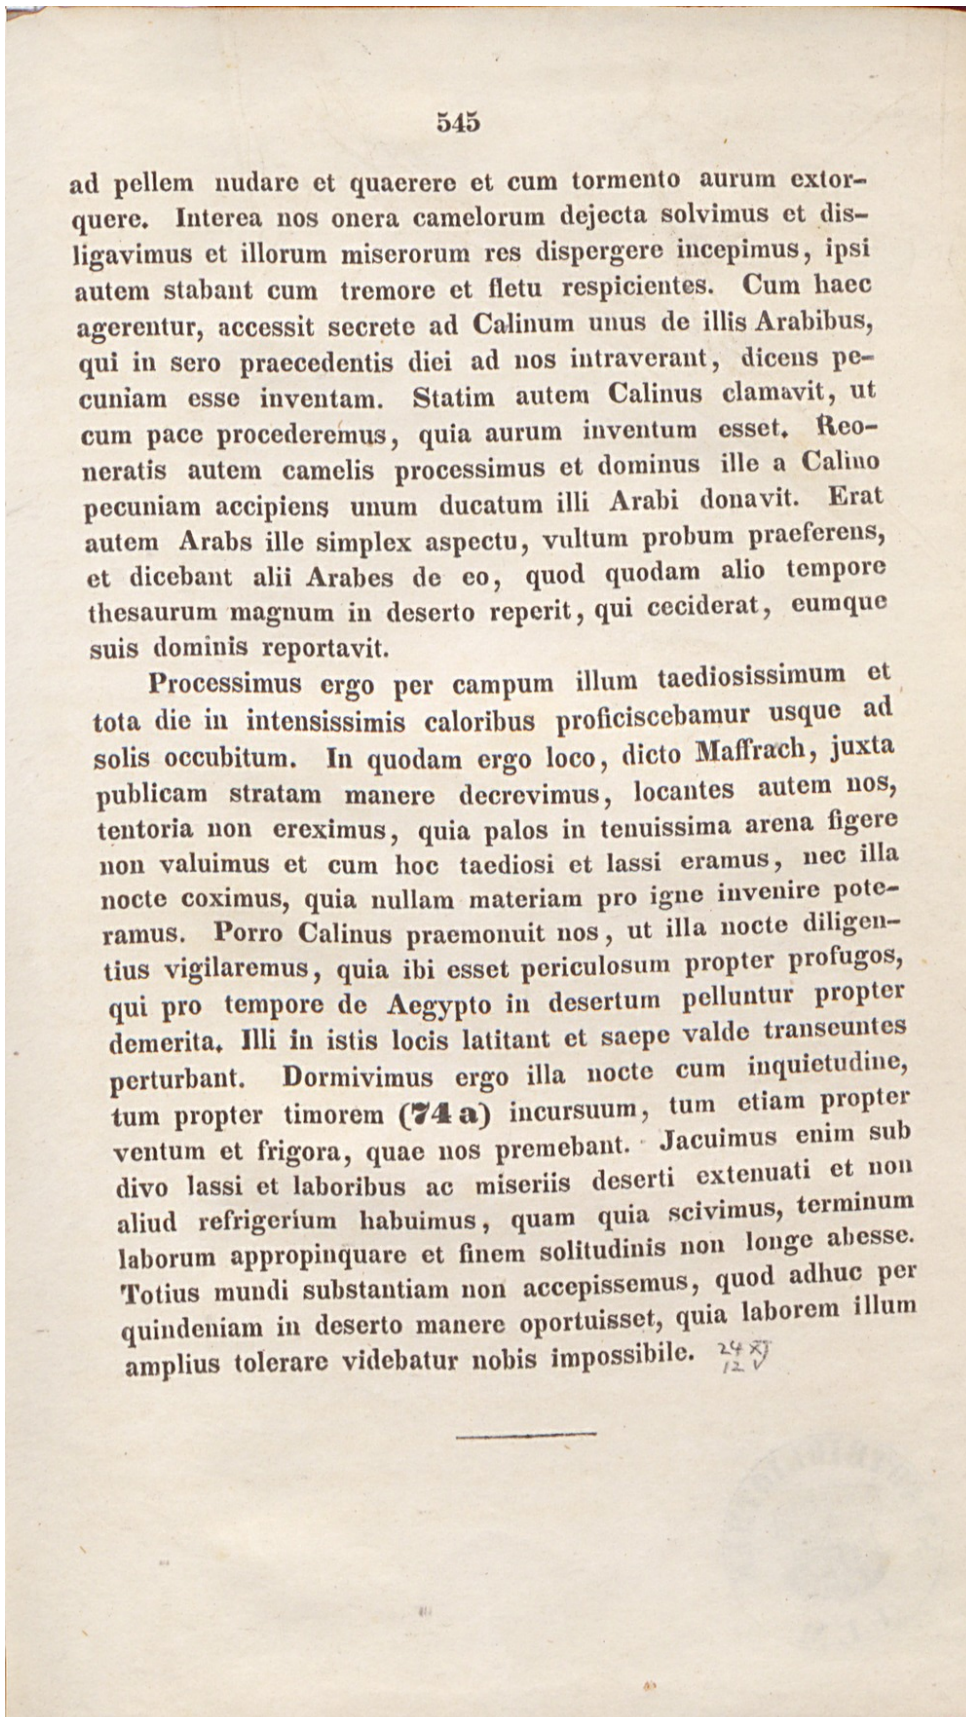 545
ad pellem nudare et quaerere et cum tormento aurum extor-
quere. Interea nos onera camelorum dejecta solvimus et dis-
ligavimus et illorum miserorum res dispergere incepimus, ipsi
autem stabant cum tremore et fletu respicientes. Cum haec
agerentur, accessit secrete ad Calinum unus de illis Arabibus,
qui in sero praecedentis diei ad nos intraverant, dicens pe-
cuniam esse inventam. Statim autem Calinus clamavit, ut
cum pace procederemus, quia aurum inventum esset. Reo-
neratis autem camelis processimus et dominus ille a Calino
pecuniam accipiens unum ducatum illi Arabi donavit. Erat
autem Arabs ille simplex aspectu, vultum probum praeferens,
et dicebant alii Arabes de eo, quod quodam alio tempore
thesaurum magnum in deserto reperit, qui ceciderat, eumque
suis dominis reportavit.
Processimus ergo per campum illum taediosissimum et
tota die in intensissimis caloribus proficiscebamur usque ad
solis occubitum. In quodam ergo loco, dicto Maffrach, juxta
publicam stratam manere decrevimus, locantes autem nos,
tentoria non ereximus, quia palos in tenuissima arena figere
non valuimus et cum hoc taediosi et lassi eramus, nec illa
nocte coximus, quia nullam materiam pro igne invenire pote-
ramus. Porro Calinus praemonuit nos, ut illa nocte diligen-
tius vigilaremus, quia ibi esset periculosum propter profugos,
qui pro tempore de Aegypto in desertum pelluntur propter
demerita. Illi in istis locis latitant et saepe valde transeuntes
perturbant. Dormivimus ergo illa nocte cum inquietudine,
tum propter timorem (74 a) incursuum, tum etiam propter
ventum et frigora, quae nos premebant. Jacuimus enim sub
divo lassi et laboribus ac miseriis deserti extenuati et non
aliud refrigerium habuimus, quam quia scivimus, terminum
laborum appropinquare et finem solitudinis non longe abesse.
Totius mundi substantiam non accepissemus, quod adhuc per
quindeniam in deserto manere oportuisset, quia laborem illum
amplius tolerare videbatur nobis impossibile. 24 XI
12